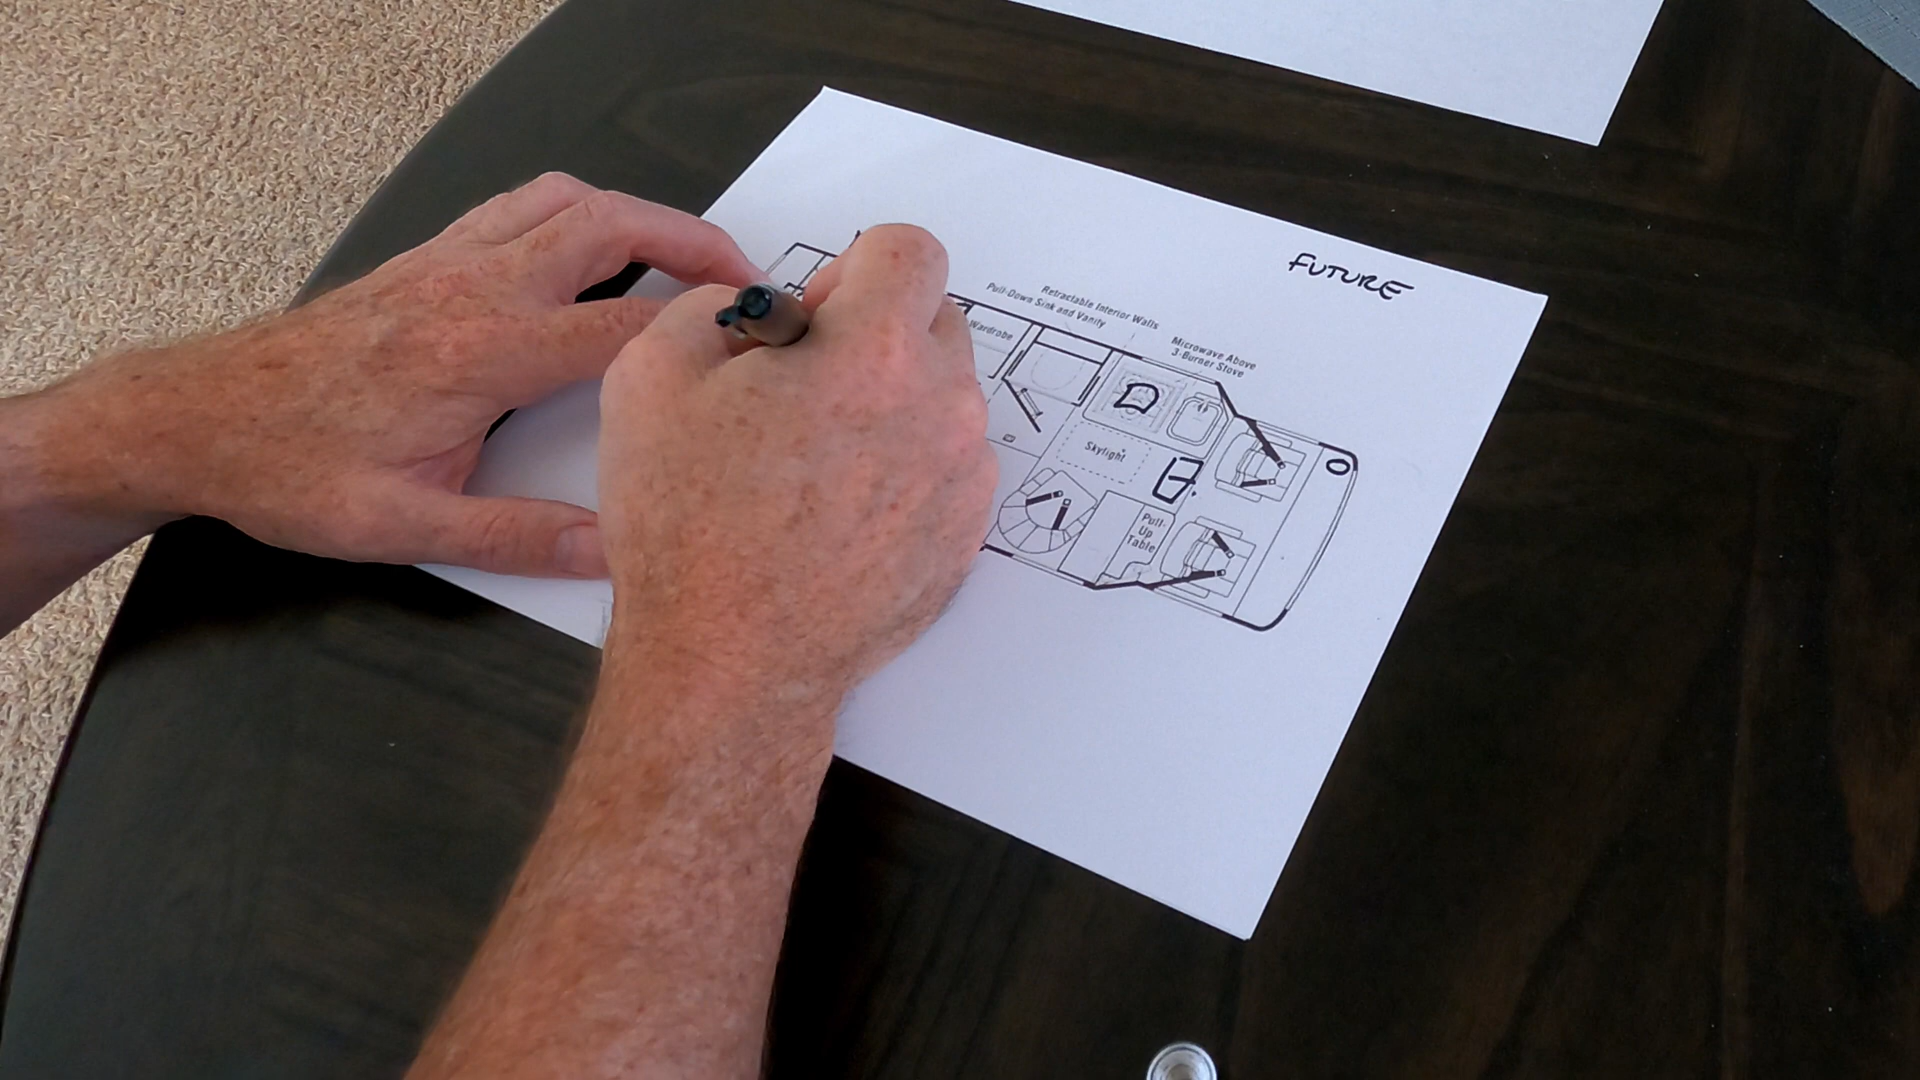 FUTURE
Retractable Interior Walls
Pull-Down Sink and Vanity
Microwave Above
3-Burner Stove
Wardrobe
Skylight
Pull-
Up
Table